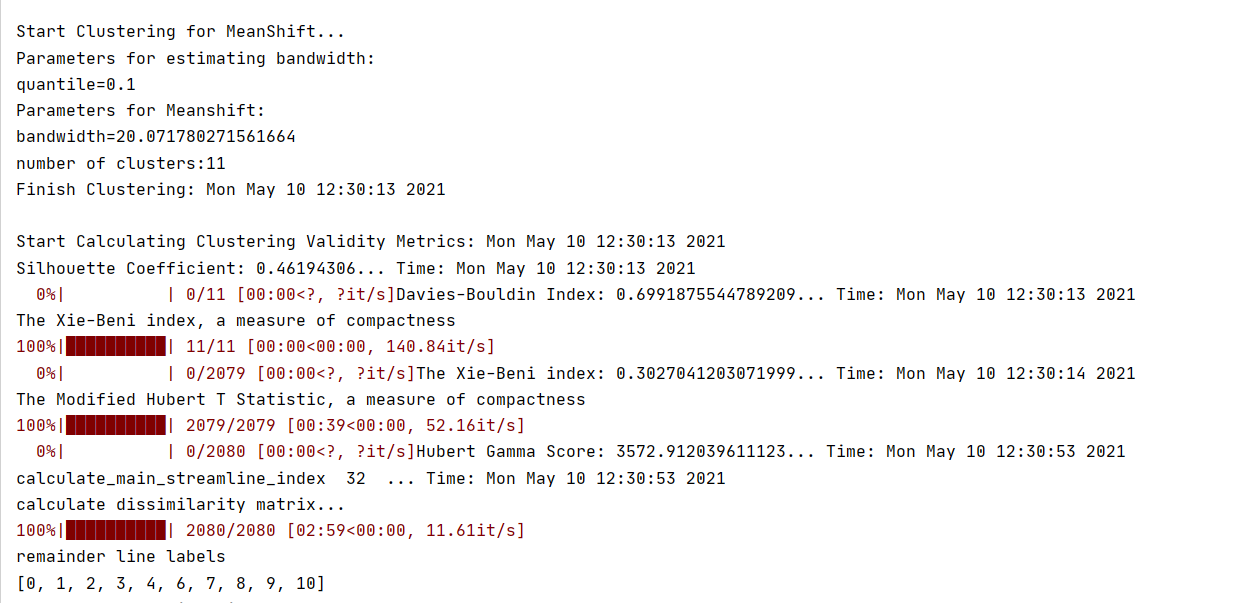 Start Clustering for MeanShift...
Parameters for estimating bandwidth:
quantile=0.1
Parameters for Meanshift:
bandwidth=20.071780271561664
number of clusters:11
Finish Clustering: Mon May 10 12:30:13 2021
Start Calculating Clustering Validity Metrics: Mon May 10 12:30:13 2021
Silhouette Coefficient: 0.46194306... Time: Mon May 10 12:30:13 2021
0%|          | 0/11 [00:00<?, ?it/s]Davies-Bouldin Index: 0.6991875544789209... Time: Mon May 10 12:30:13 2021
The Xie-Beni index, a measure of compactness
100%|██████████| 11/11 [00:00<00:00, 140.84it/s]
0%|          | 0/2079 [00:00<?, ?it/s]The Xie-Beni index: 0.3027041203071999... Time: Mon May 10 12:30:14 2021
The Modified Hubert T Statistic, a measure of compactness
100%|██████████| 2079/2079 [00:39<00:00, 52.16it/s]
0%|          | 0/2080 [00:00<?, ?it/s]Hubert Gamma Score: 3572.912039611123... Time: Mon May 10 12:30:53 2021
calculate_main_streamline_index  32  ... Time: Mon May 10 12:30:53 2021
calculate dissimilarity matrix...
100%|██████████| 2080/2080 [02:59<00:00, 11.61it/s]
remainder line labels
[0, 1, 2, 3, 4, 6, 7, 8, 9, 10]